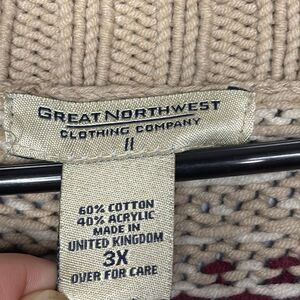 GREAT NORTHWEST
CLOTHING COMPANY
II
60% COTTON
40% ACRYLIC
MADE IN
UNITED KINGDOM
3X
OVER FOR CARE